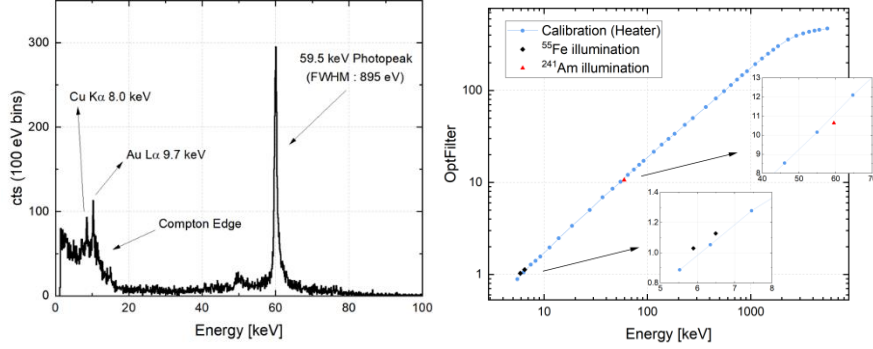 300
200
100
0
0
20
40
60
80
100
cts (100 eV bins)
Energy [keV]
Cu Kα 8.0 keV
Au Lα 9.7 keV
Compton Edge
59.5 keV Photopeak
(FWHM : 895 eV)
100
10
1
10
100
1000
OptFilter
Energy [keV]
Calibration (Heater)
⁵⁵Fe illumination
²⁴¹Am illumination
13
12
11
10
9
8
40
50
60
70
1.4
1.2
1.0
0.8
5
6
7
8